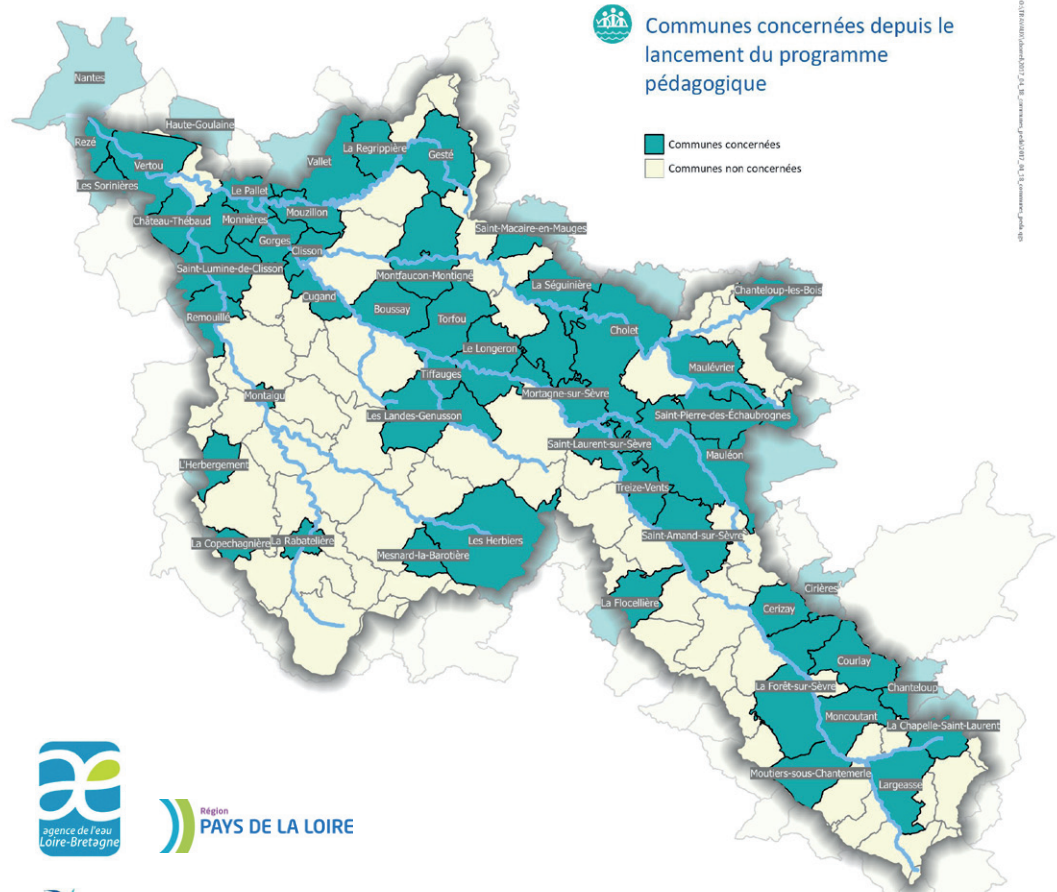 Communes concernées depuis le
lancement du programme
pédagogique
Communes concernées
Communes non concernées
Nantes
Haute-Goulaine
Rezé
Vertou
Les Sorinières
Vallet
La Regrippière
Gesté
Le Pallet
Château-Thébaud
Monnières
Mouzillon
Gorges
Clisson
Saint-Macaire-en-Mauges
Saint-Lumine-de-Clisson
Montfaucon-Montigné
La Séguinière
Chanteloup-les-Bois
Cugand
Remouillé
Boussay
Torfou
Cholet
Le Longeron
Maulévrier
Tiffauges
Montaigu
Mortagne-sur-Sèvre
Les Landes-Genusson
Saint-Pierre-des-Échaubrognes
Saint-Laurent-sur-Sèvre
Mauléon
L'Herbergement
Treize-Vents
La Copechagnière
La Rabatelière
Les Herbiers
Mesnard-la-Barotière
Saint-Amand-sur-Sèvre
La Flocellière
Cirières
Cerizay
Courlay
La Forêt-sur-Sèvre
Chanteloup
Moncoutant
La Chapelle-Saint-Laurent
Moutiers-sous-Chantemerle
Largeasse
agence de l'eau
Loire-Bretagne
Région
PAYS DE LA LOIRE